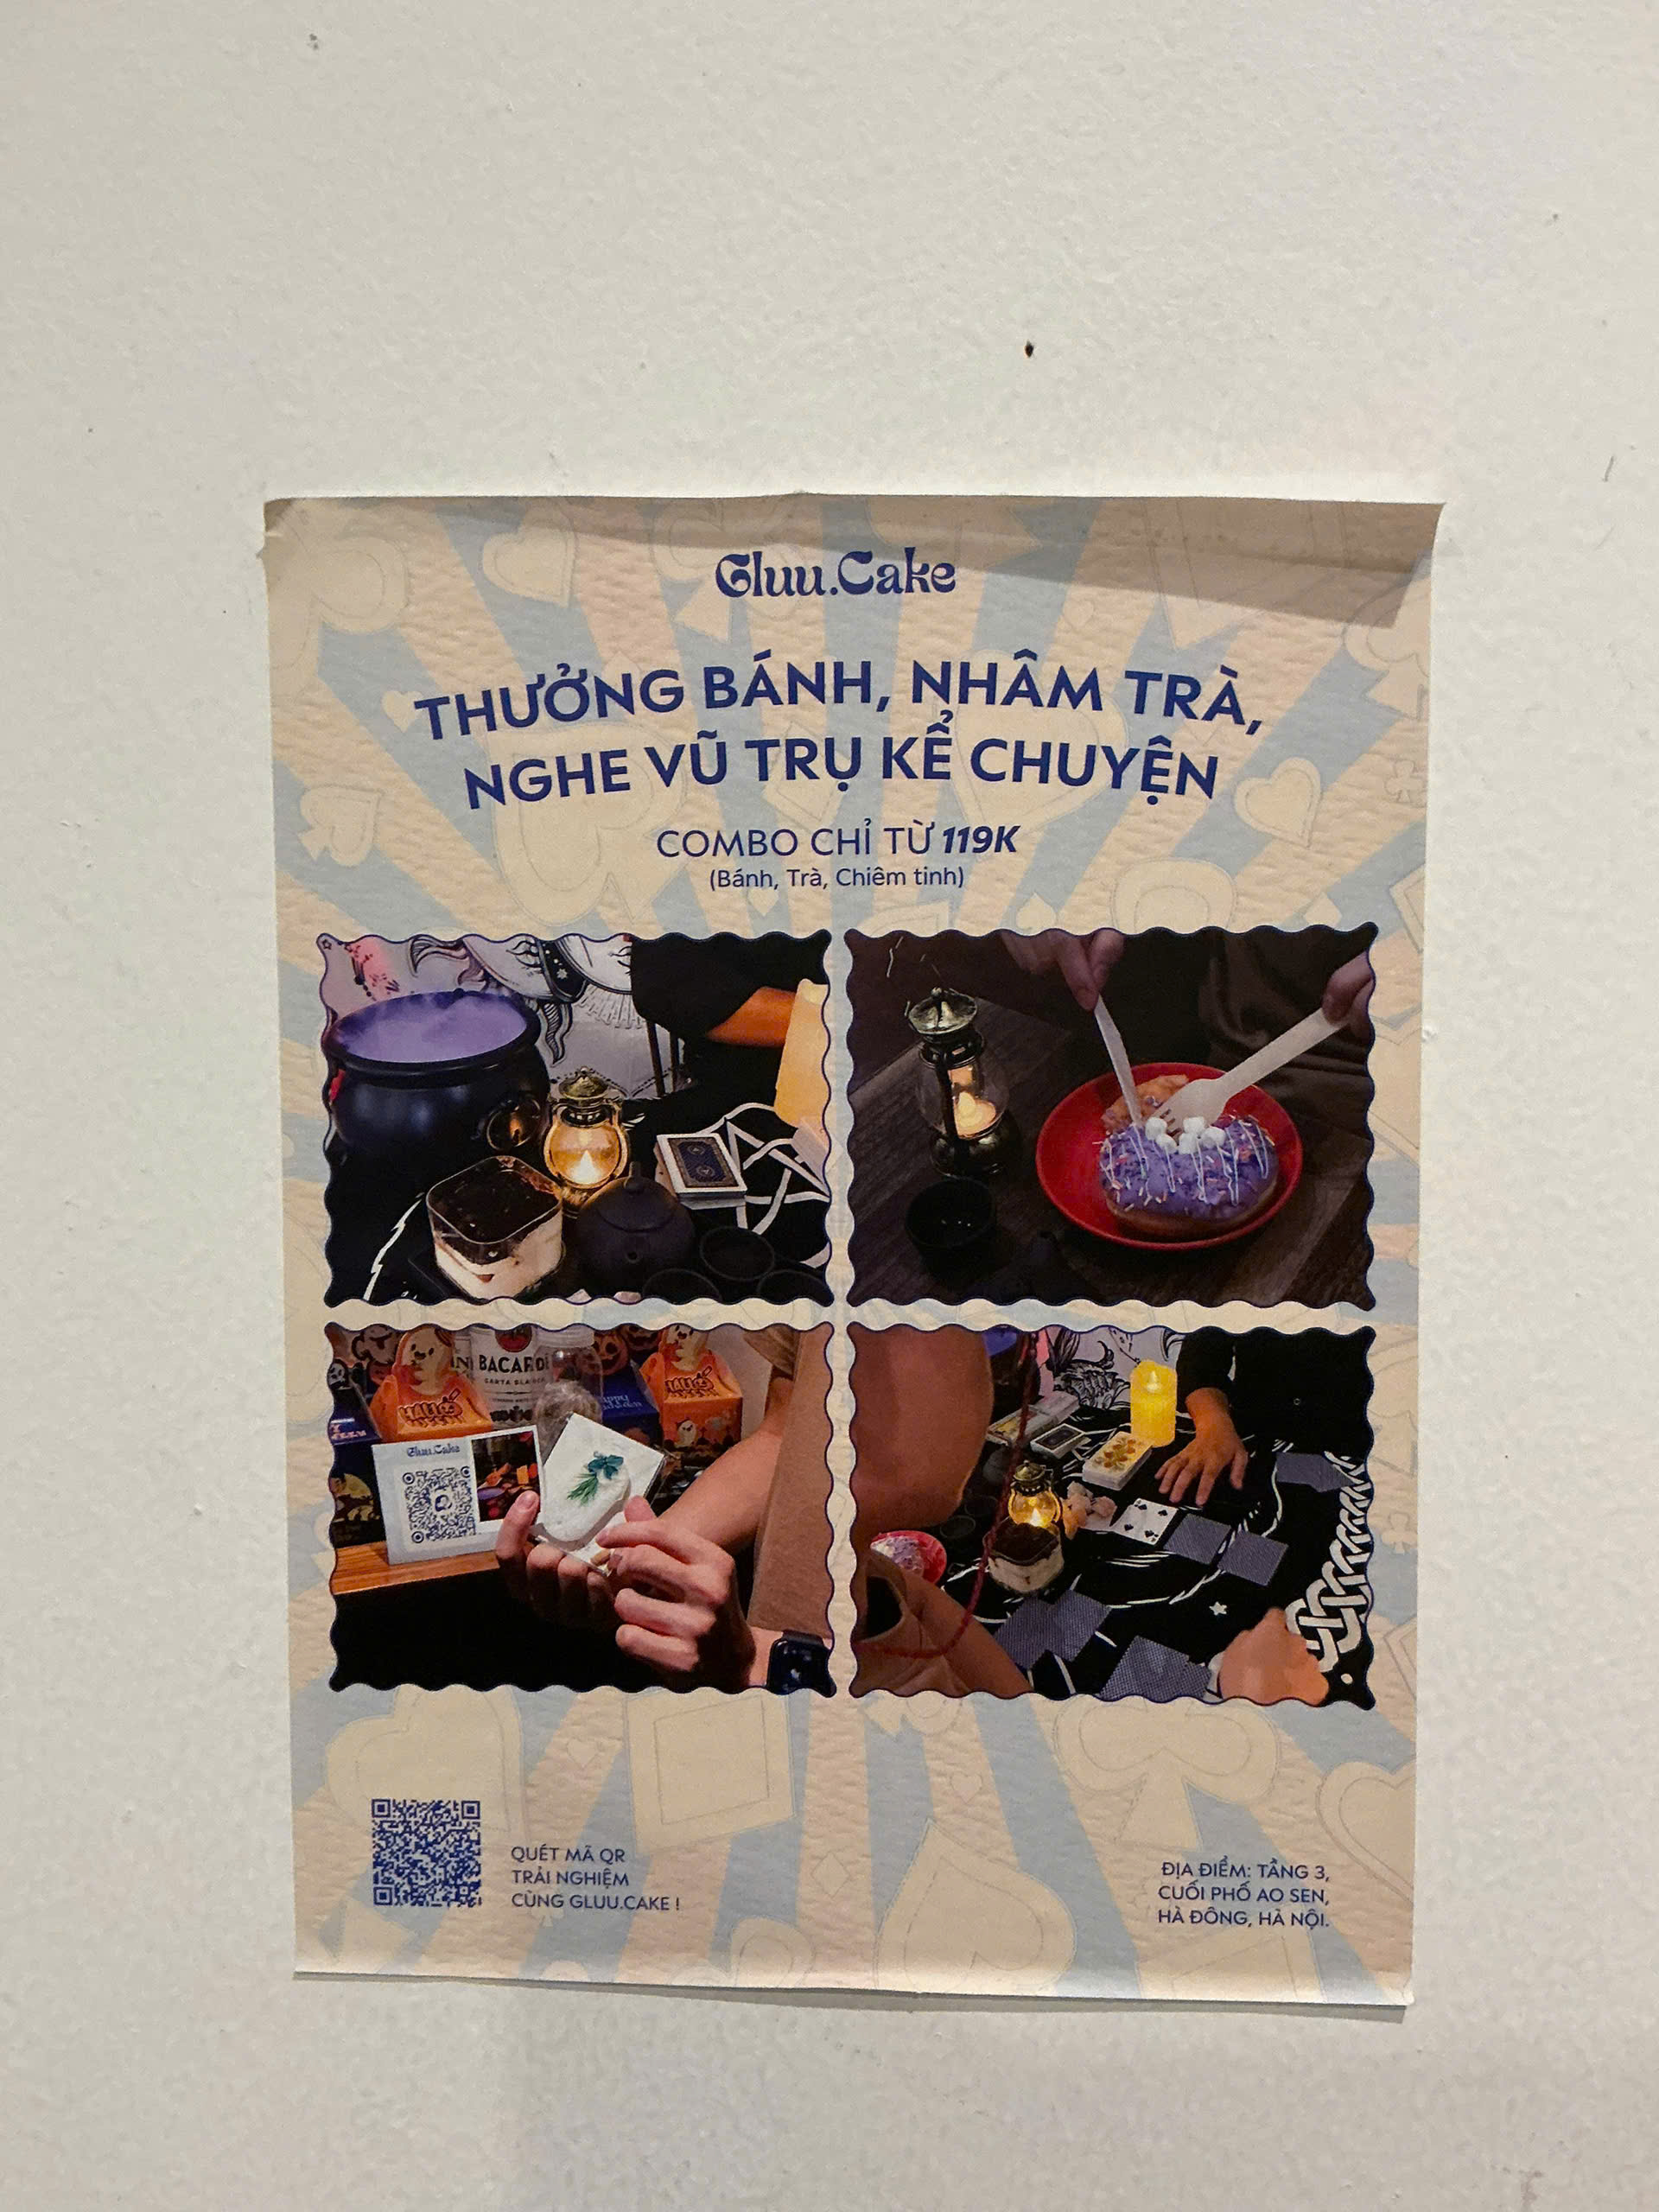 Gluu.Cake
THƯỞNG BÁNH, NHÂM TRÀ,
NGHE VŨ TRỤ KỂ CHUYỆN
COMBO CHỈ TỪ 119K
(Bánh, Trà, Chiêm tinh)
BACARDI
Gluu.Cake
QUÉT MÃ QR
TRẢI NGHIỆM
CÙNG GLUU.CAKE !
ĐỊA ĐIỂM: TẦNG 3,
CUỐI PHỐ AO SEN,
HÀ ĐÔNG, HÀ NỘI.